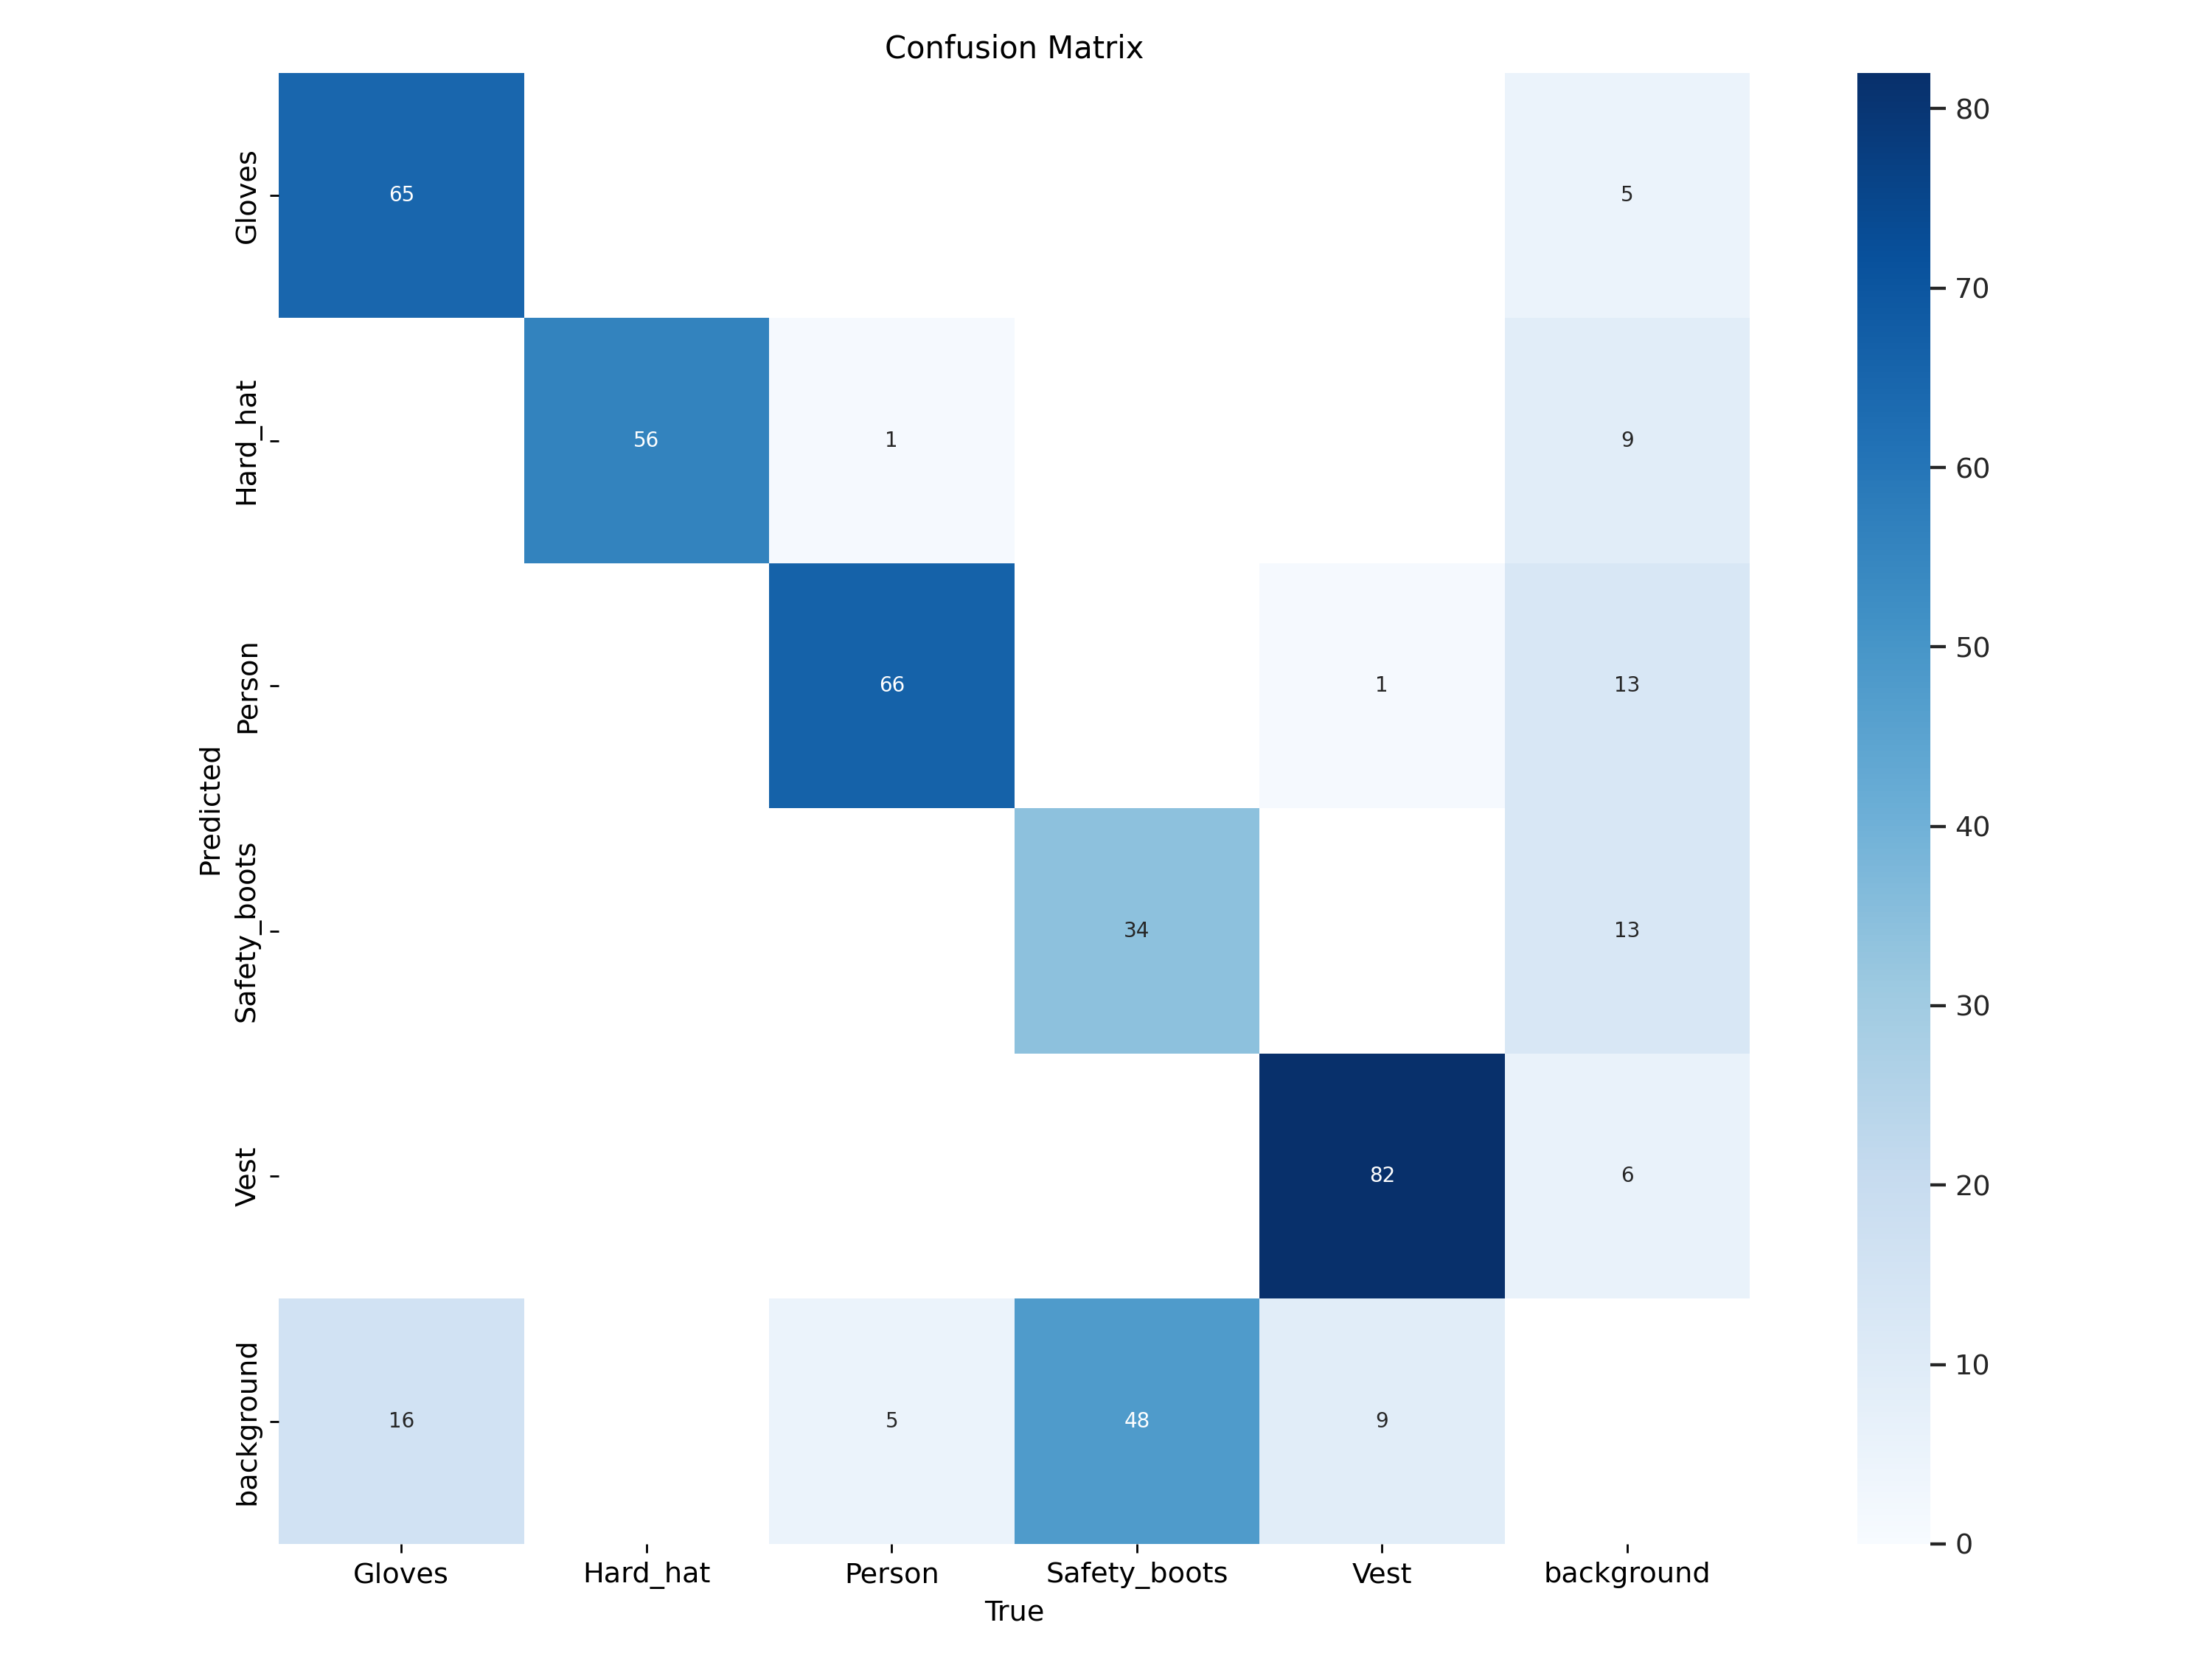 Confusion Matrix
Gloves
65
5
80
70
Hard_hat
56
1
9
60
Person
66
1
13
50
Predicted
40
Safety_boots
34
13
30
Vest
82
6
20
background
16
5
48
9
10
0
Gloves Hard_hat Person Safety_boots Vest background
True